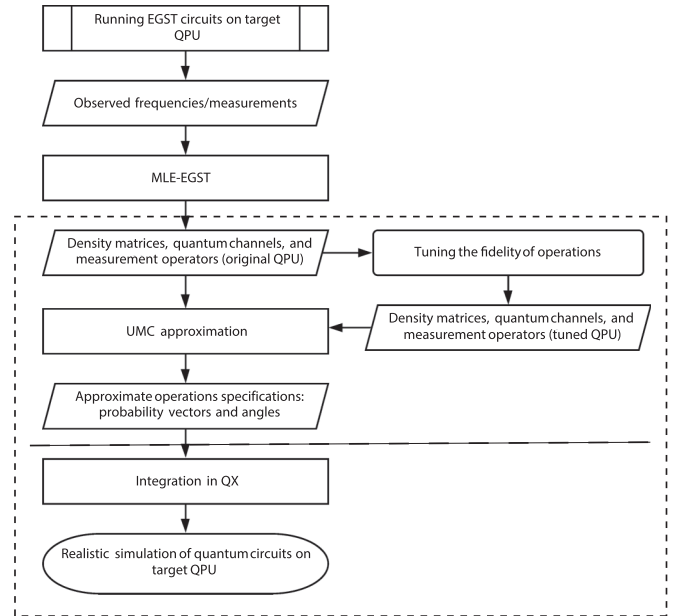 Running EGST circuits on target
QPU
Observed frequencies/measurements
MLE-EGST
Density matrices, quantum channels, and
measurement operators (original QPU)
Tuning the fidelity of operations
UMC approximation
Density matrices, quantum channels, and
measurement operators (tuned QPU)
Approximate operations specifications:
probability vectors and angles
Integration in QX
Realistic simulation of quantum circuits on
target QPU